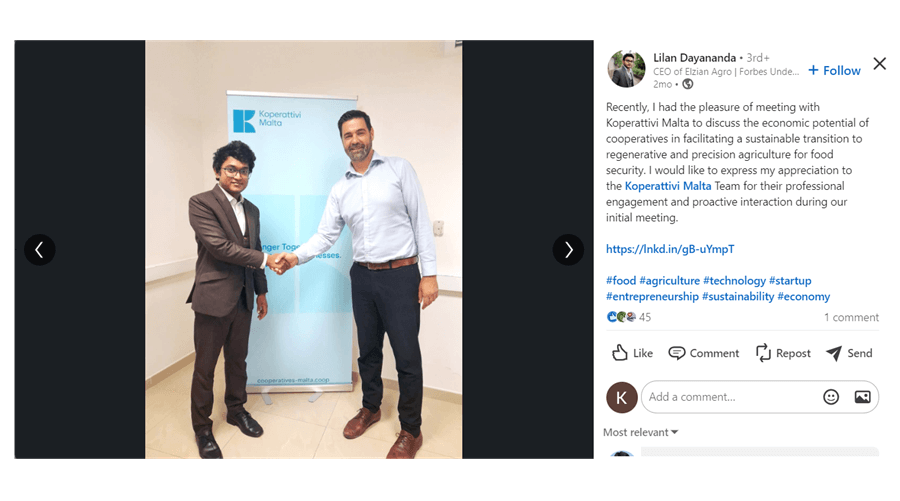 Koperattivi
Malta
nger Toge
nesses.
cooperatives-malta.coop
Lilan Dayananda • 3rd+
CEO of Elzian Agro | Forbes Unde...
2mo •
+ Follow
Recently, I had the pleasure of meeting with
Koperattivi Malta to discuss the economic potential of
cooperatives in facilitating a sustainable transition to
regenerative and precision agriculture for food
security. I would like to express my appreciation to
the Koperattivi Malta Team for their professional
engagement and proactive interaction during our
initial meeting.
https://lnkd.in/gB-uYmpT
#food #agriculture #technology #startup
#entrepreneurship #sustainability #economy
45
1 comment
Like Comment Repost Send
K
Add a comment...
Most relevant